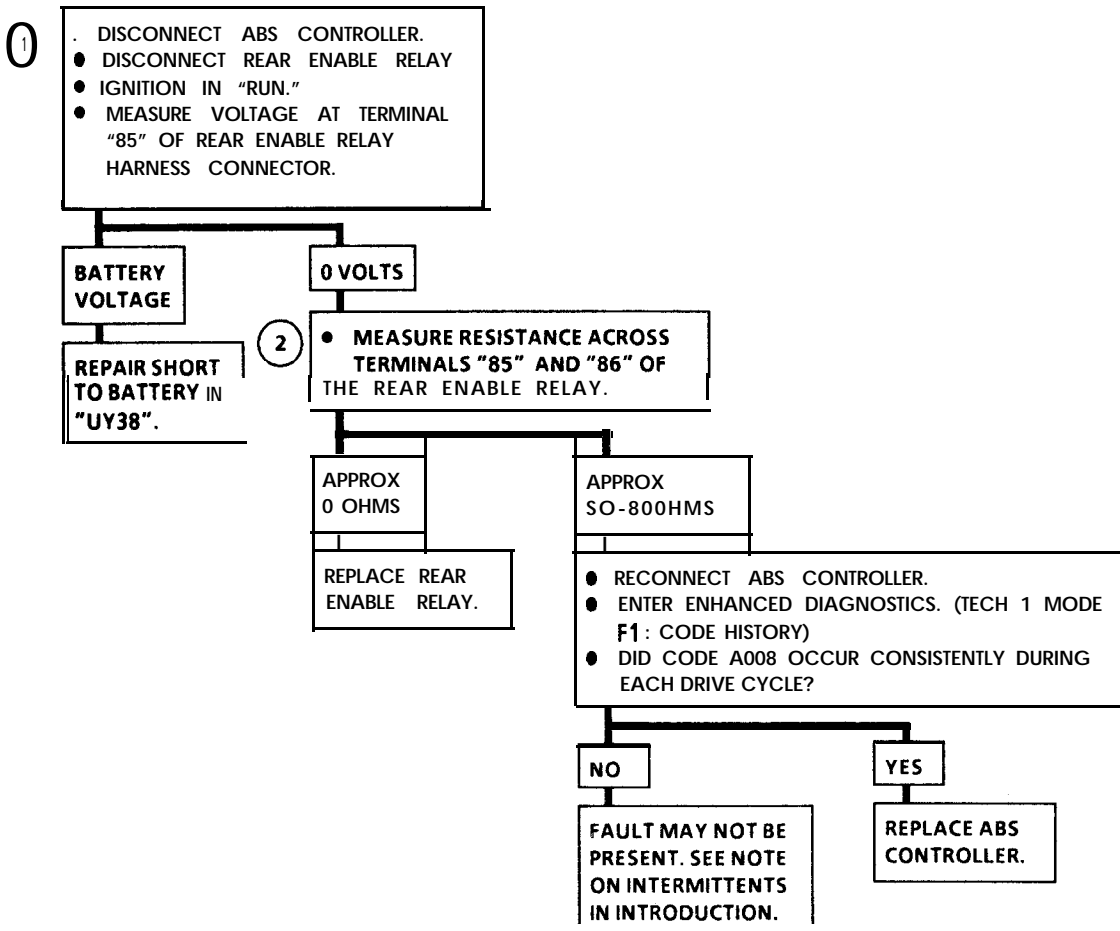 1
. DISCONNECT ABS CONTROLLER.
● DISCONNECT REAR ENABLE RELAY
● IGNITION IN "RUN."
● MEASURE VOLTAGE AT TERMINAL
"85" OF REAR ENABLE RELAY
HARNESS CONNECTOR.
BATTERY
VOLTAGE
0 VOLTS
REPAIR SHORT
TO BATTERY IN
"UY38".
2
● MEASURE RESISTANCE ACROSS
TERMINALS "85" AND "86" OF
THE REAR ENABLE RELAY.
APPROX
0 OHMS
APPROX
SO-800HMS
REPLACE REAR
ENABLE RELAY.
● RECONNECT ABS CONTROLLER.
● ENTER ENHANCED DIAGNOSTICS. (TECH 1 MODE
F1: CODE HISTORY)
● DID CODE A008 OCCUR CONSISTENTLY DURING
EACH DRIVE CYCLE?
NO
YES
FAULT MAY NOT BE
PRESENT. SEE NOTE
ON INTERMITTENTS
IN INTRODUCTION.
REPLACE ABS
CONTROLLER.